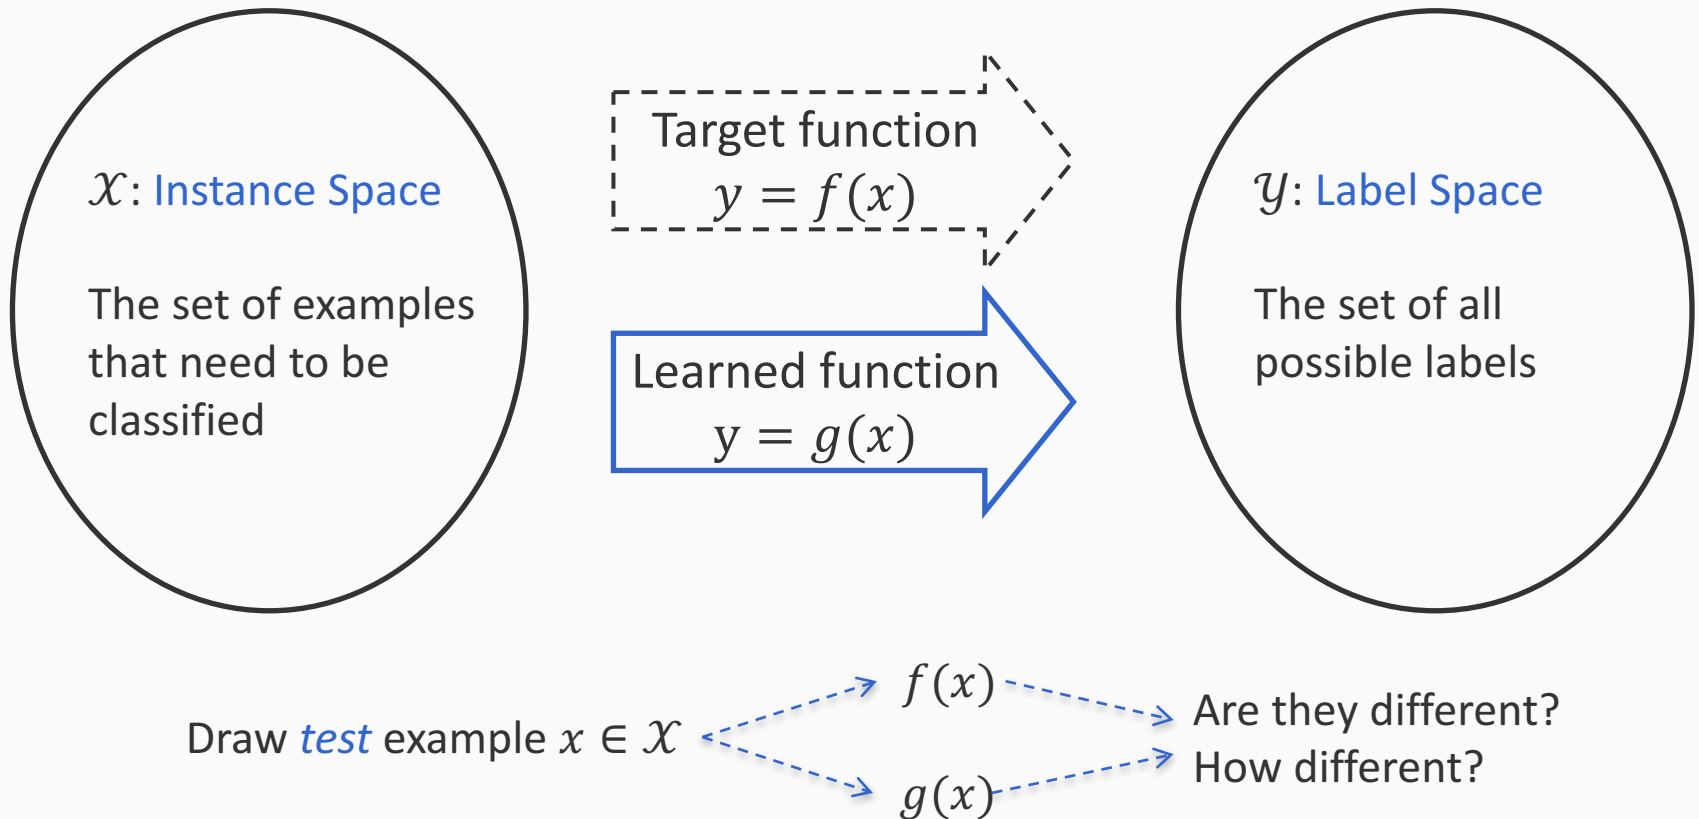 𝒳: Instance Space
The set of examples
that need to be
classified
Target function
y = f(x)
Learned function
y = g(x)
𝒴: Label Space
The set of all
possible labels
Draw test example x ∈ 𝒳
f(x)
g(x)
Are they different?
How different?